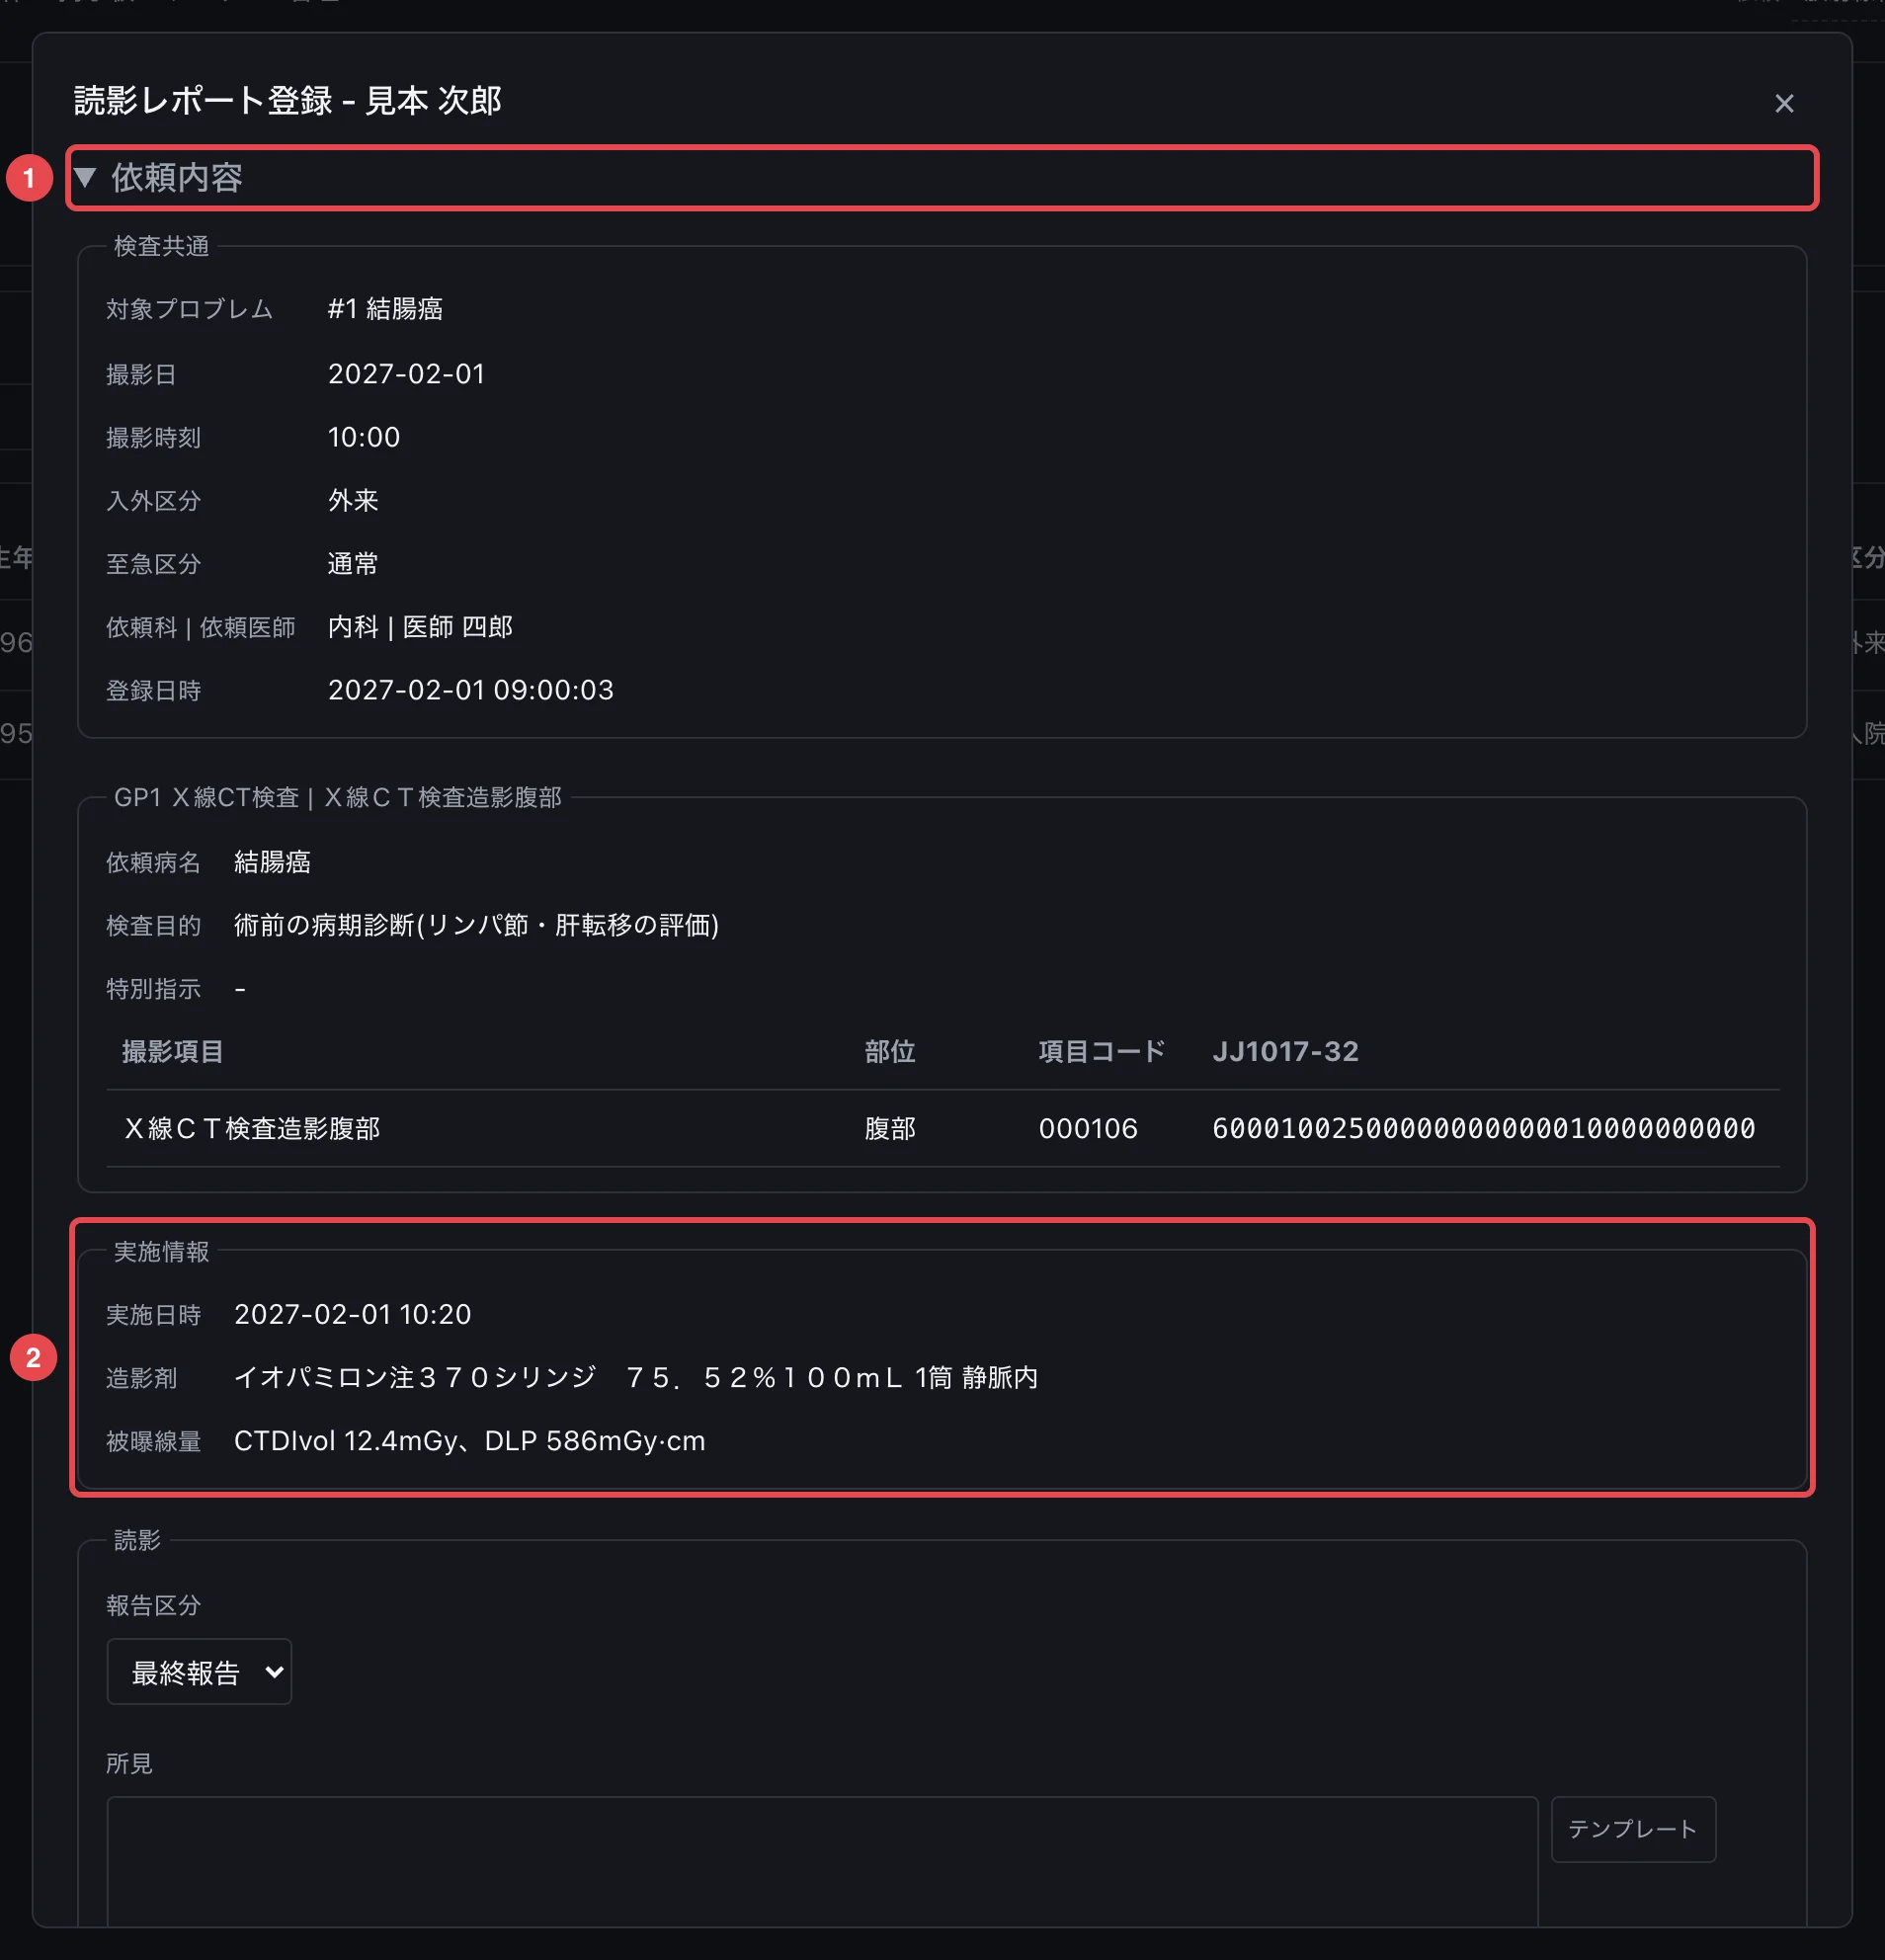 読影レポート登録 - 見本 次郎
×
1
▼ 依頼内容
検査共通
対象プロブレム #1 結腸癌
撮影日 2027-02-01
撮影時刻 10:00
入外区分 外来
至急区分 通常
依頼科 | 依頼医師 内科 | 医師 四郎
登録日時 2027-02-01 09:00:03
生年
区分
96
外来
95
入院
GP1 X線CT検査 | X線CT検査造影腹部
依頼病名 結腸癌
検査目的 術前の病期診断(リンパ節・肝転移の評価)
特別指示 -
撮影項目 部位 項目コード JJ1017-32
X線CT検査造影腹部 腹部 000106 60001002500000000000010000000000
2
実施情報
実施日時 2027-02-01 10:20
造影剤 イオパミロン注370シリンジ 75.52%100mL 1筒 静脈内
被曝線量 CTDIvol 12.4mGy、DLP 586mGy·cm
読影
報告区分
最終報告
所見
テンプレート